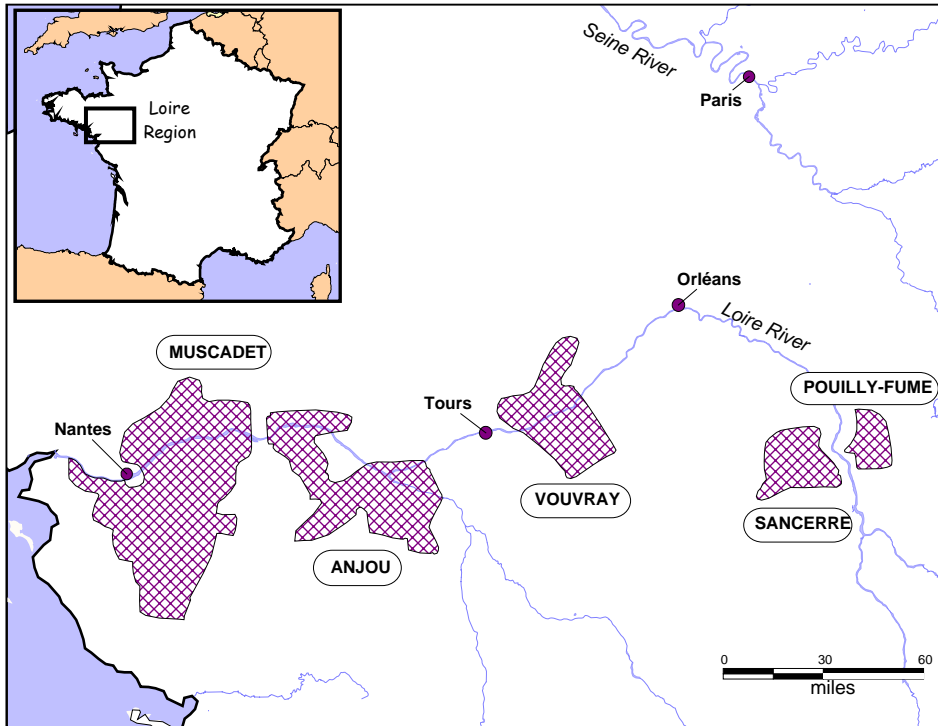 Loire
Region
Seine River
Paris
Orléans
Loire River
MUSCADET
POUILLY-FUME
Tours
Nantes
VOUVRAY
SANCERRE
ANJOU
0 30 60
miles